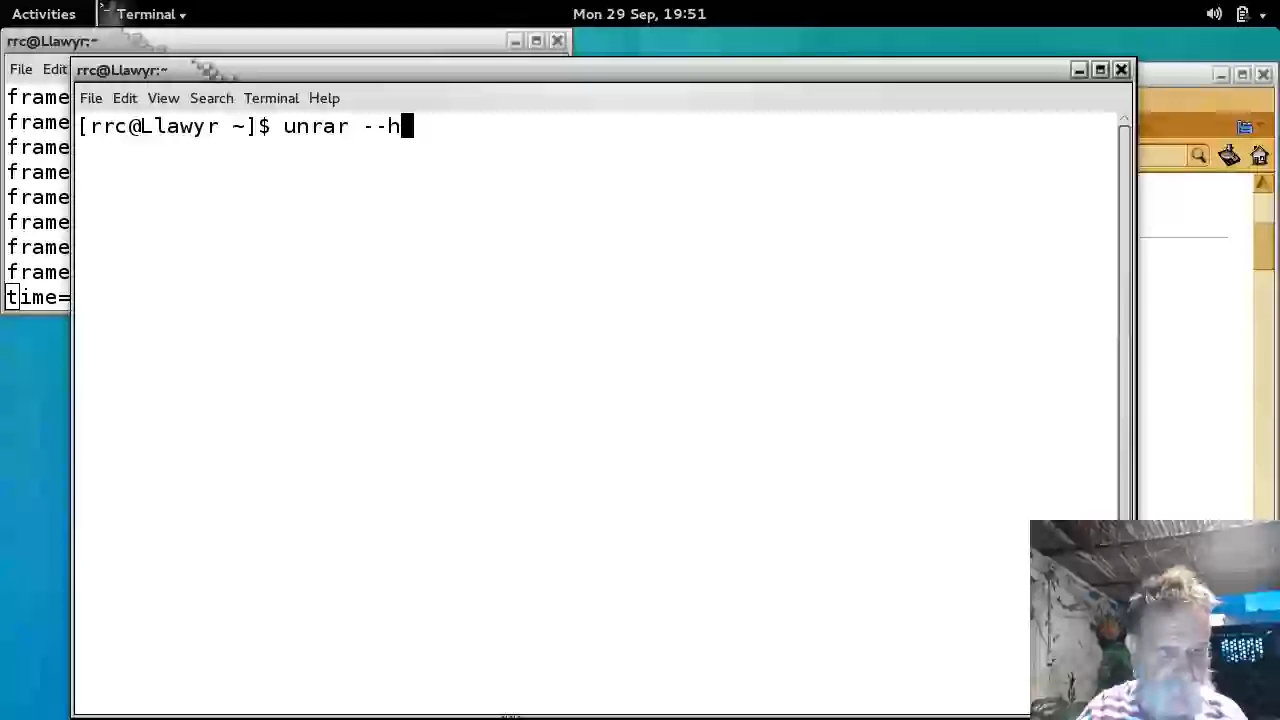 Activities Terminal Mon 29 Sep, 19:51
rrc@Llawyr:~
File Edit
rrc@Llawyr:~
File Edit View Search Terminal Help
[rrc@Llawyr ~]$ unrar --h
frame
frame
frame
frame
frame
frame
frame
frame
time=